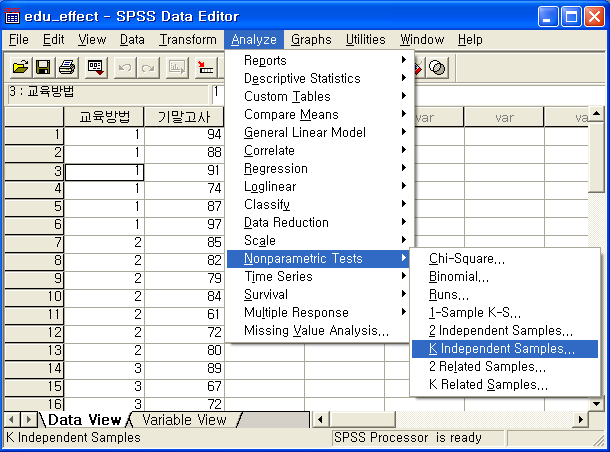 edu_effect - SPSS Data Editor
File Edit View Data Transform Analyze Graphs Utilities Window Help
3 : 교육방법 1
교육방법 기말고사 var var va
1 1 94
2 1 88
3 1 91
4 1 74
5 1 87
6 1 97
7 2 85
8 2 82
9 2 79
10 2 84
11 2 61
12 2 72
13 2 80
14 3 89
15 3 67
16 3 72
Reports
Descriptive Statistics
Custom Tables
Compare Means
General Linear Model
Correlate
Regression
Loglinear
Classify
Data Reduction
Scale
Nonparametric Tests
Time Series
Survival
Multiple Response
Missing Value Analysis...
Chi-Square...
Binomial...
Runs...
1-Sample K-S...
2 Independent Samples...
K Independent Samples...
2 Related Samples...
K Related Samples...
Data View Variable View
K Independent Samples SPSS Processor is ready